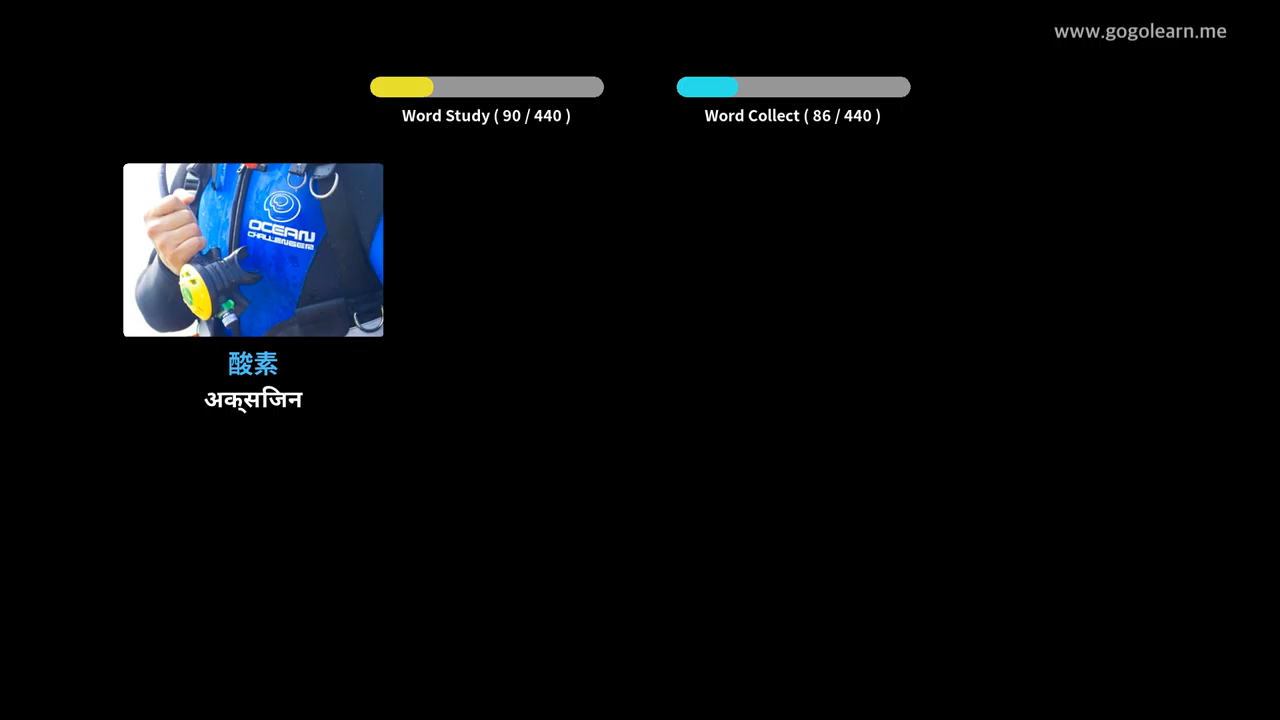 www.gogolearn.me
Word Study ( 90 / 440 )
Word Collect ( 86 / 440 )
OCEAN
CHALLENGER
酸素
अक्सजिन